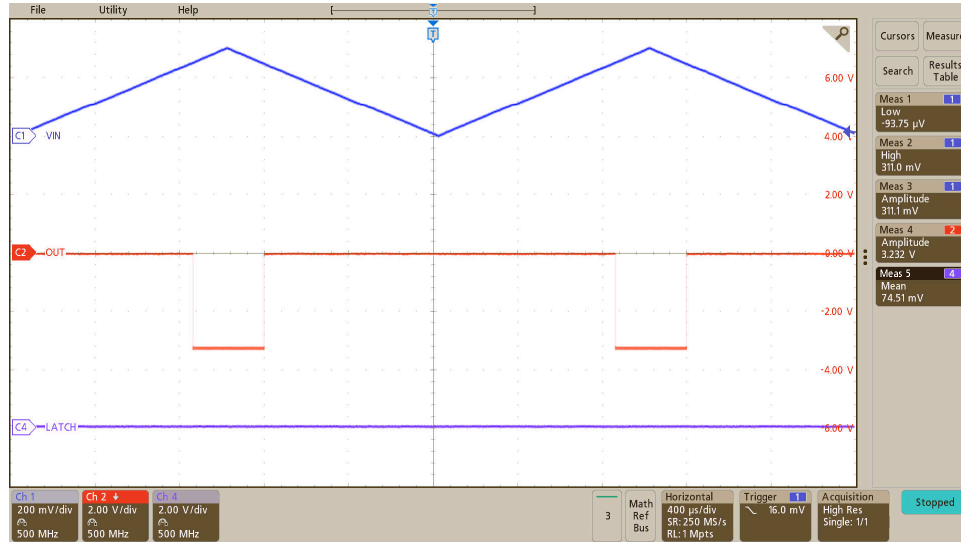 File Utility Help
T
T
Cursors Measure
Search Results Table
6.00 V
Meas 1 1
Low
-93.75 µV
C1 VIN
4.00 V
Meas 2 1
High
311.0 mV
Meas 3 1
Amplitude
311.1 mV
2.00 V
Meas 4 2
Amplitude
3.232 V
C2 OUT
0.00 V
Meas 5 4
Mean
74.51 mV
-2.00 V
-4.00 V
C4 LATCH
-6.00 V
Ch 1
200 mV/div
500 MHz
Ch 2
2.00 V/div
500 MHz
Ch 4
2.00 V/div
500 MHz
3
Math
Ref
Bus
Horizontal
400 µs/div
SR: 250 MS/s
RL: 1 Mpts
Trigger 1
16.0 mV
Acquisition
High Res
Single: 1/1
Stopped